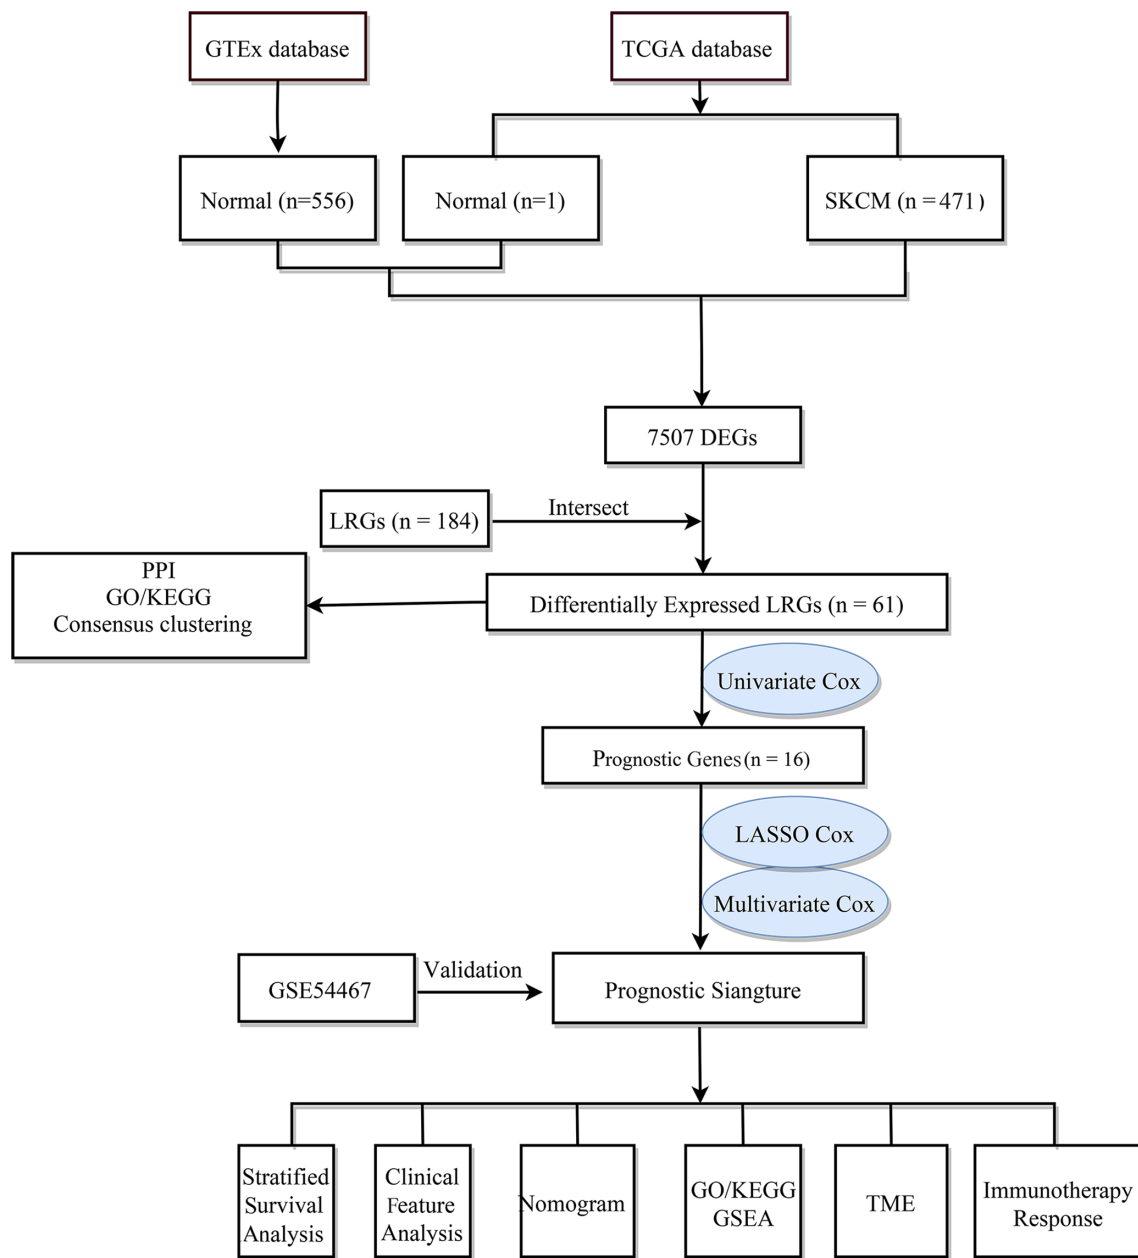 GTEx database
TCGA database
Normal (n=556)
Normal (n=1)
SKCM (n = 471)
7507 DEGs
LRGs (n = 184)
Intersect
PPI
GO/KEGG
Consensus clustering
Differentially Expressed LRGs (n = 61)
Univariate Cox
Prognostic Genes (n = 16)
LASSO Cox
Multivariate Cox
GSE54467
Validation
Prognostic Siangture
Stratified
Survival
Analysis
Clinical
Feature
Analysis
Nomogram
GO/KEGG
GSEA
TME
Immunotherapy
Response